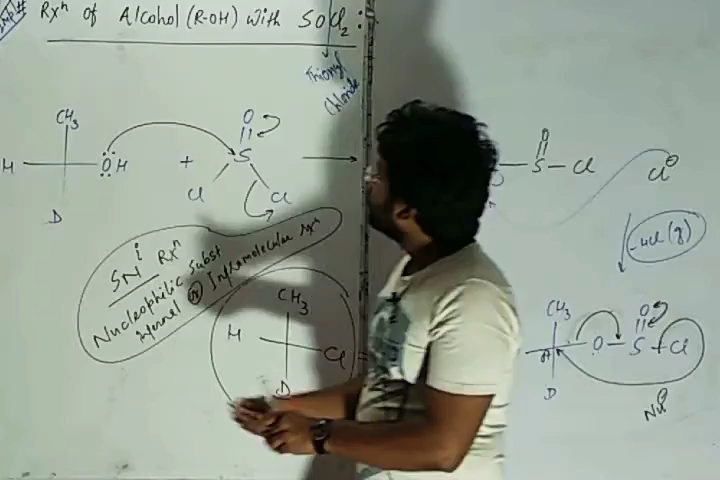 Rxⁿ of Alcohol (R-OH) with SOCl₂ :
Thionyl
Chloride
CH₃
H
ÖH
D
+
O
S
Cl
Cl
O
S - Cl
Cl⊖
-HCl (g)
SNⁱ Rxⁿ
Nucleophilic Subst
internal or Intramolecular Rxⁿ
CH₃
H
Cl
D
CH₃
O
O
S
Cl
D
Nu⊖